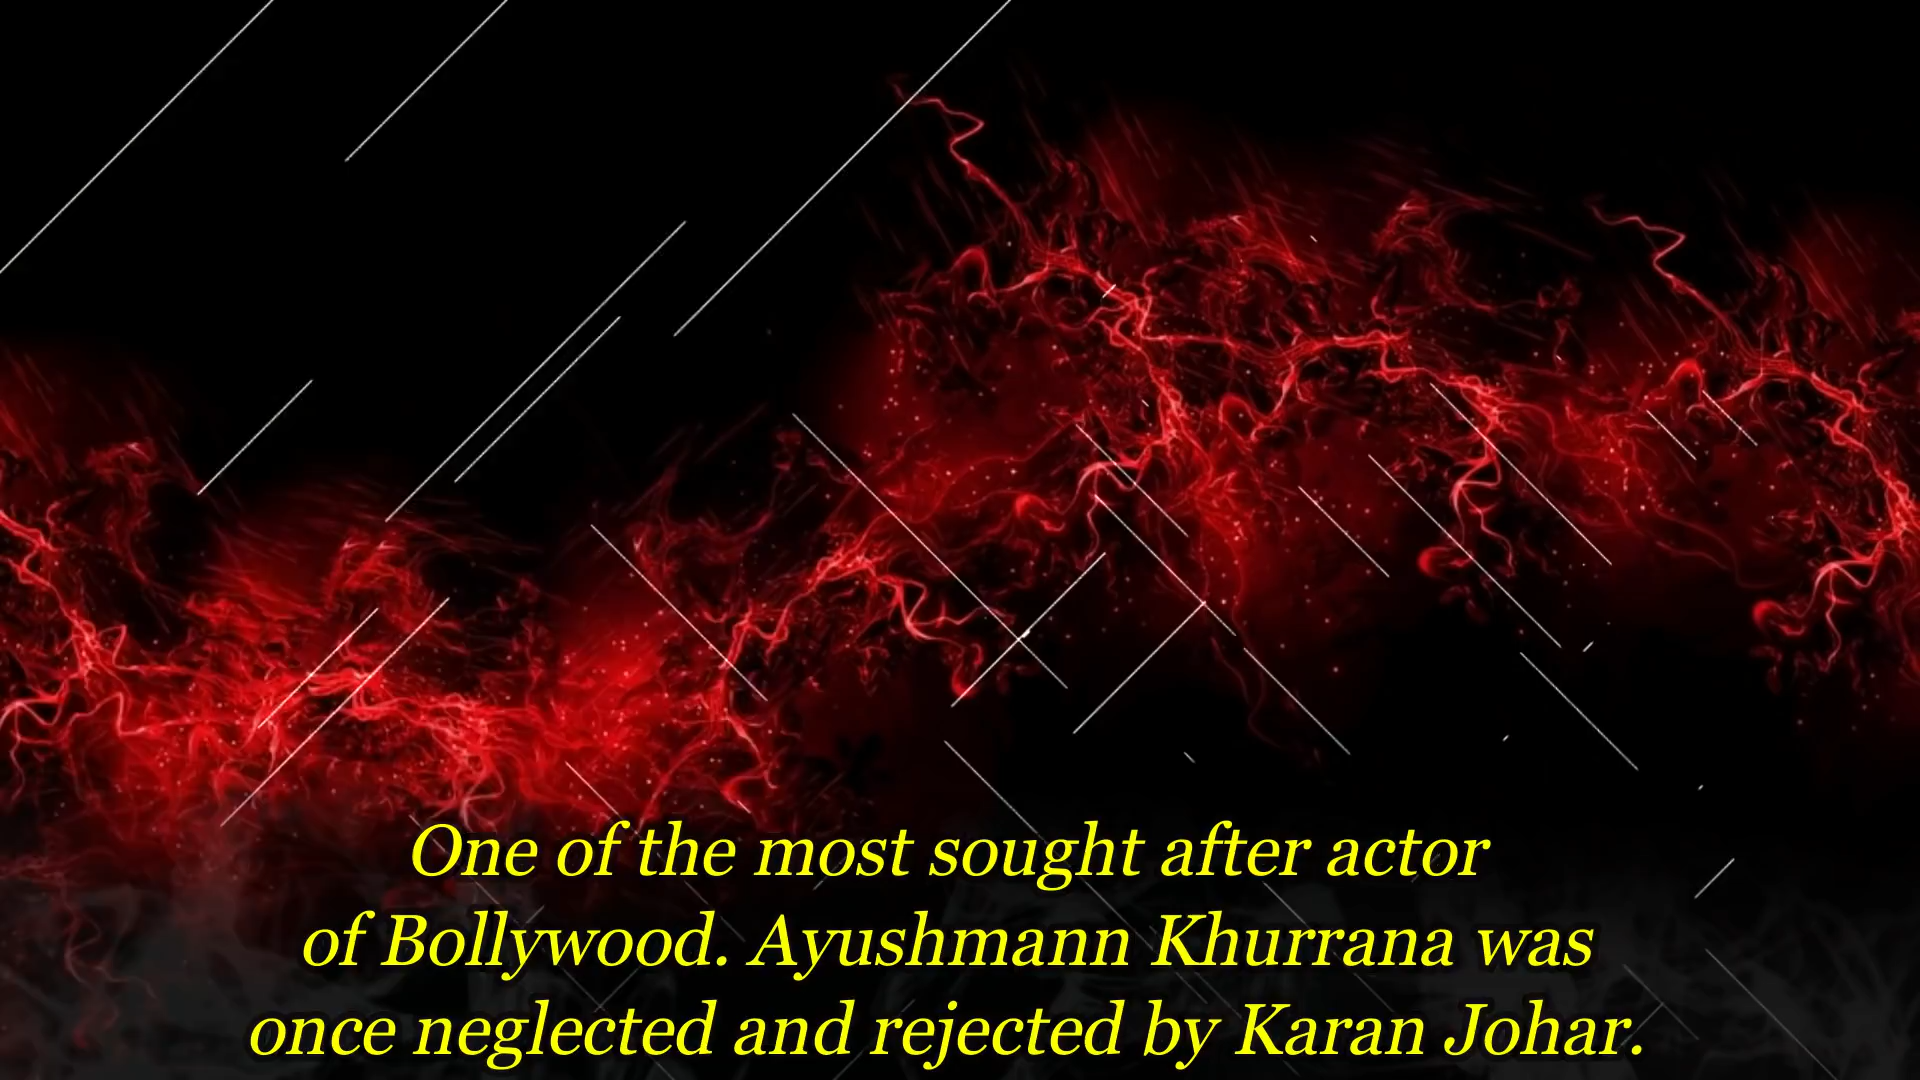 One of the most sought after actor
of Bollywood. Ayushmann Khurrana was
once neglected and rejected by Karan Johar.